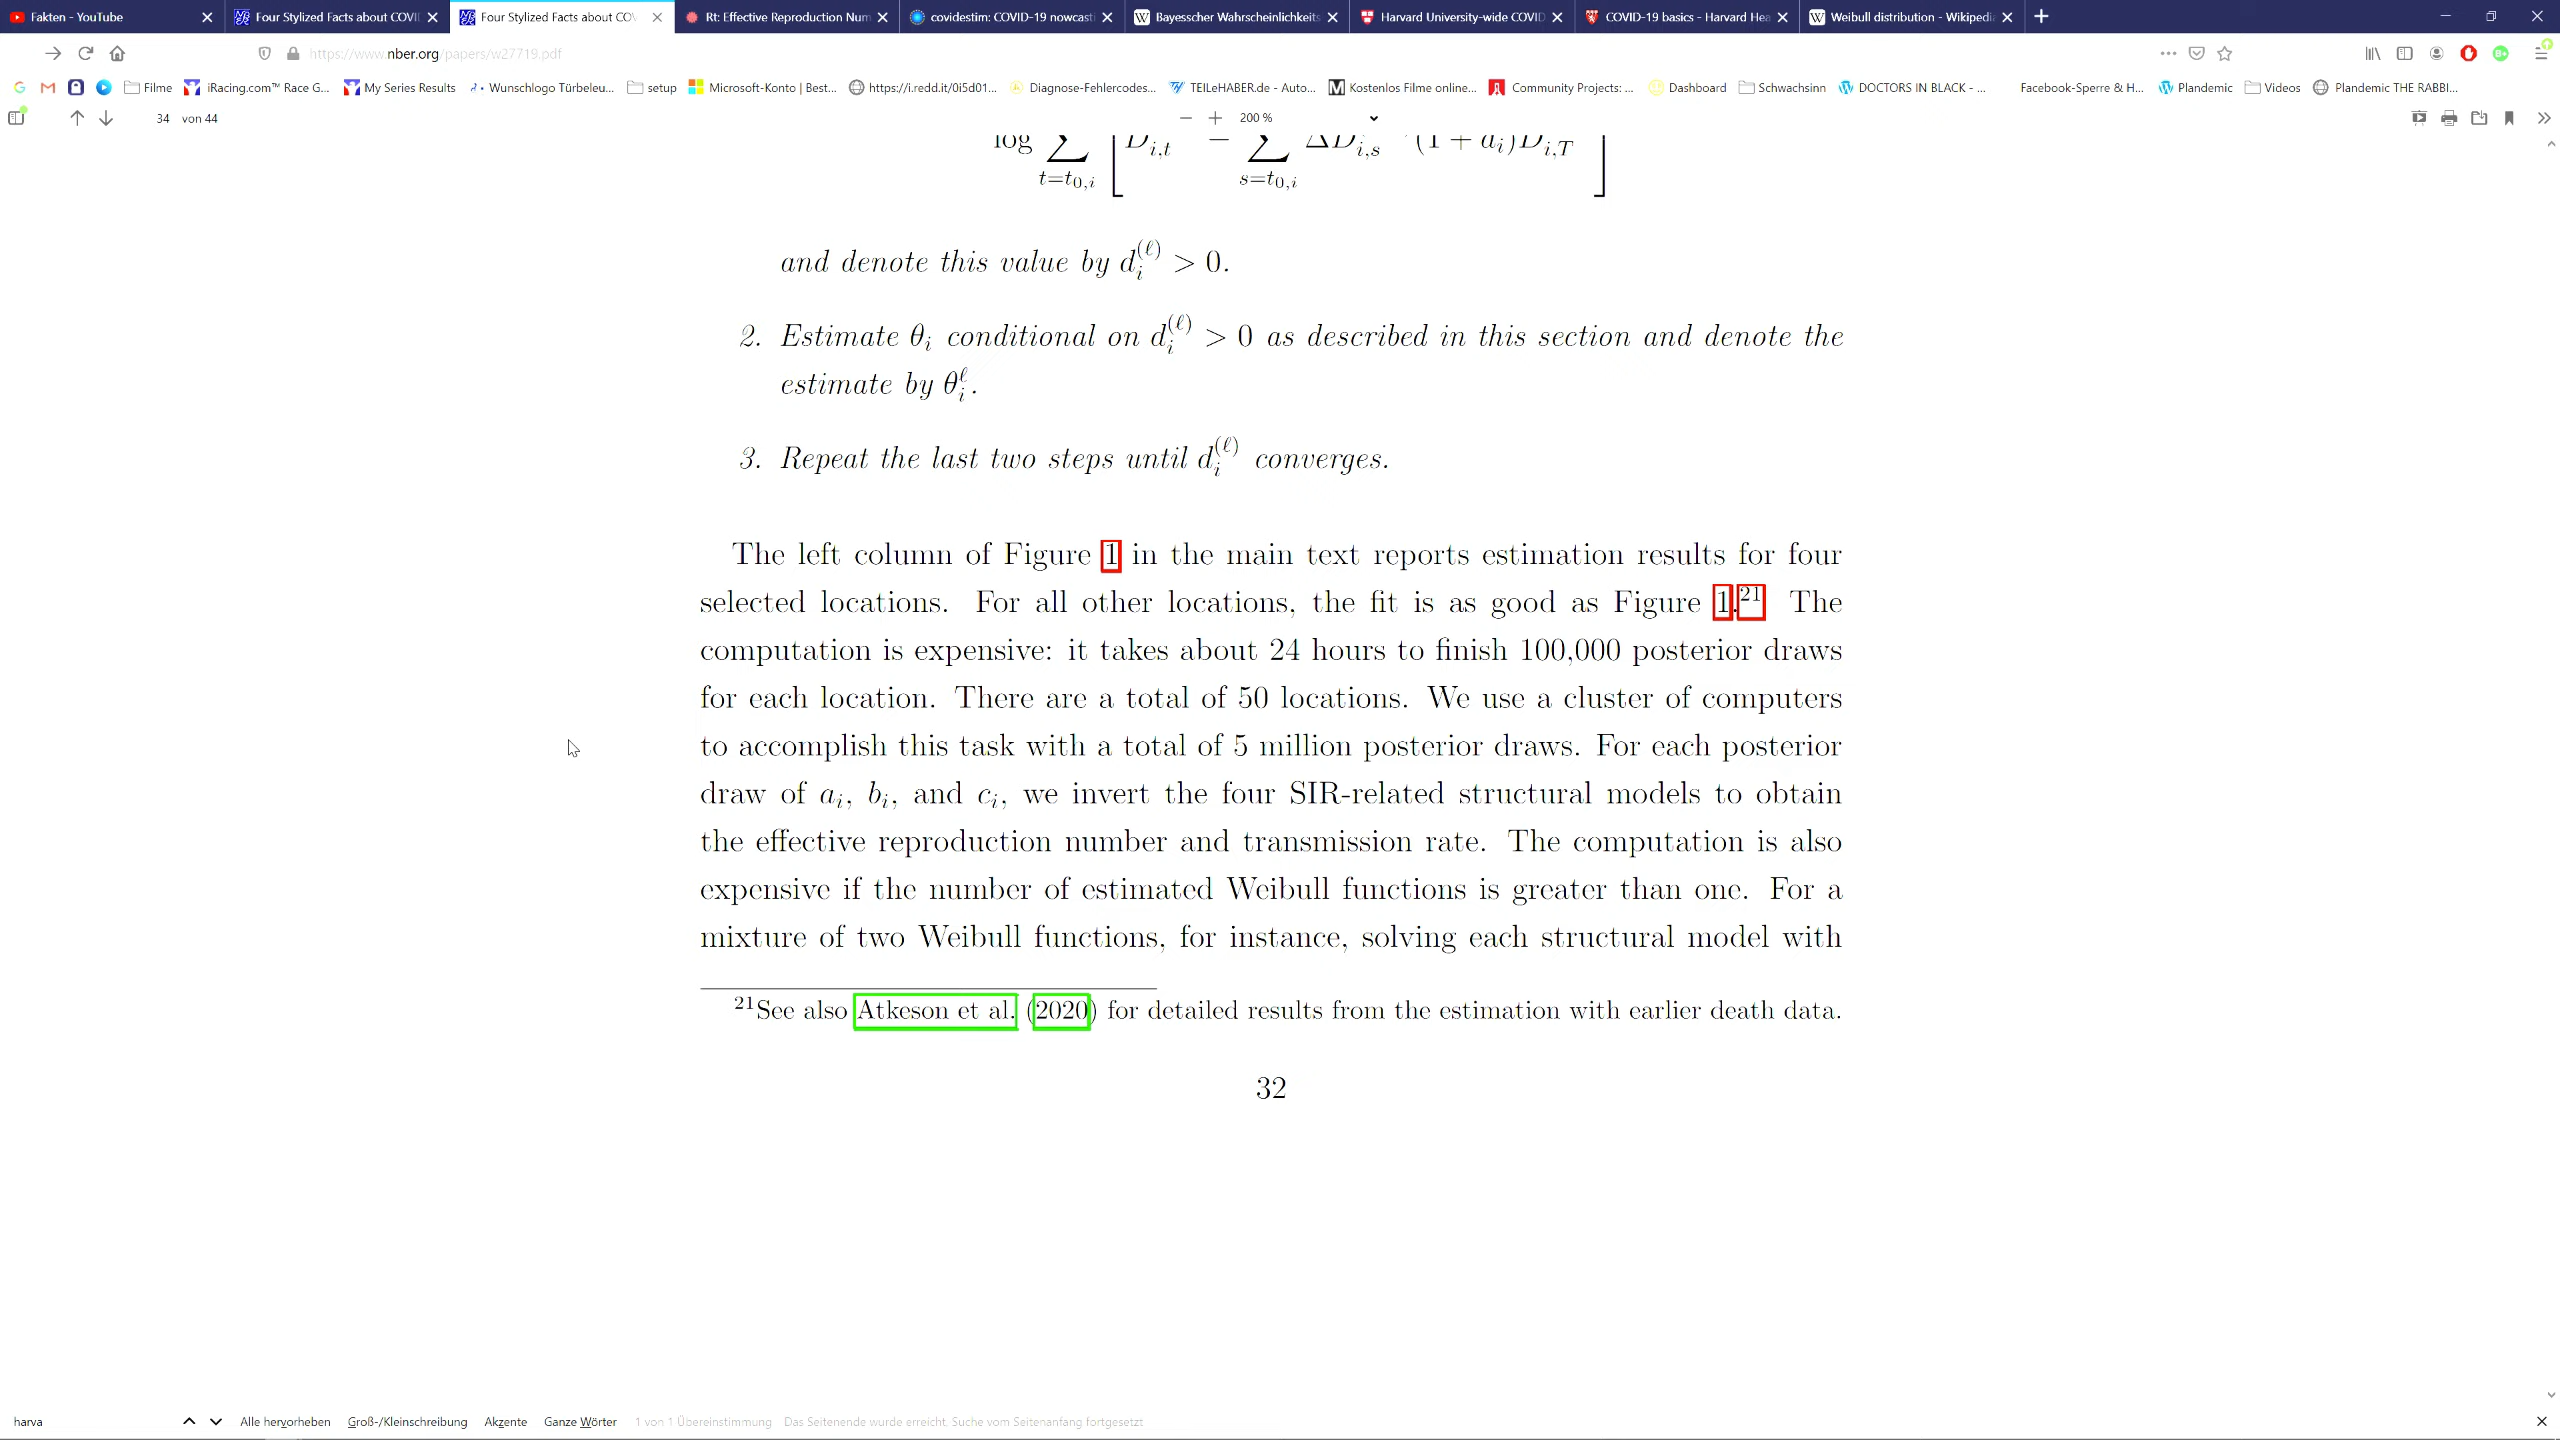 Fakten - YouTube
Four Stylized Facts about COVI
Four Stylized Facts about CO
Rt: Effective Reproduction Num
covidestim: COVID-19 nowcast
Bayesscher Wahrscheinlichkeits
Harvard University-wide COVID
COVID-19 basics - Harvard Hea
Weibull distribution - Wikipedi
https://www.nber.org/papers/w27719.pdf
Filme
iRacing.com™ Race G...
My Series Results
Wunschlogo Türbeleu...
setup
Microsoft-Konto | Best...
https://i.redd.it/0i5d01...
Diagnose-Fehlercodes...
TEILeHABER.de - Auto...
Kostenlos Filme online...
Community Projects: ...
Dashboard
Schwachsinn
DOCTORS IN BLACK - ...
Facebook-Sperre & H...
Plandemic
Videos
Plandemic THE RABBI...
34 von 44
200 %
t=t₀,ᵢ s=t₀,ᵢ
and denote this value by dᵢ^(ℓ) > 0.
2. Estimate θᵢ conditional on dᵢ^(ℓ) > 0 as described in this section and denote the
estimate by θᵢ^ℓ.
3. Repeat the last two steps until dᵢ^(ℓ) converges.
The left column of Figure 1 in the main text reports estimation results for four
selected locations. For all other locations, the fit is as good as Figure 1.²¹ The
computation is expensive: it takes about 24 hours to finish 100,000 posterior draws
for each location. There are a total of 50 locations. We use a cluster of computers
to accomplish this task with a total of 5 million posterior draws. For each posterior
draw of aᵢ, bᵢ, and cᵢ, we invert the four SIR-related structural models to obtain
the effective reproduction number and transmission rate. The computation is also
expensive if the number of estimated Weibull functions is greater than one. For a
mixture of two Weibull functions, for instance, solving each structural model with
²¹See also Atkeson et al. (2020) for detailed results from the estimation with earlier death data.
32
harva
Alle hervorheben
Groß-/Kleinschreibung
Akzente
Ganze Wörter
1 von 1 Übereinstimmung
Das Seitenende wurde erreicht, Suche vom Seitenanfang fortgesetzt